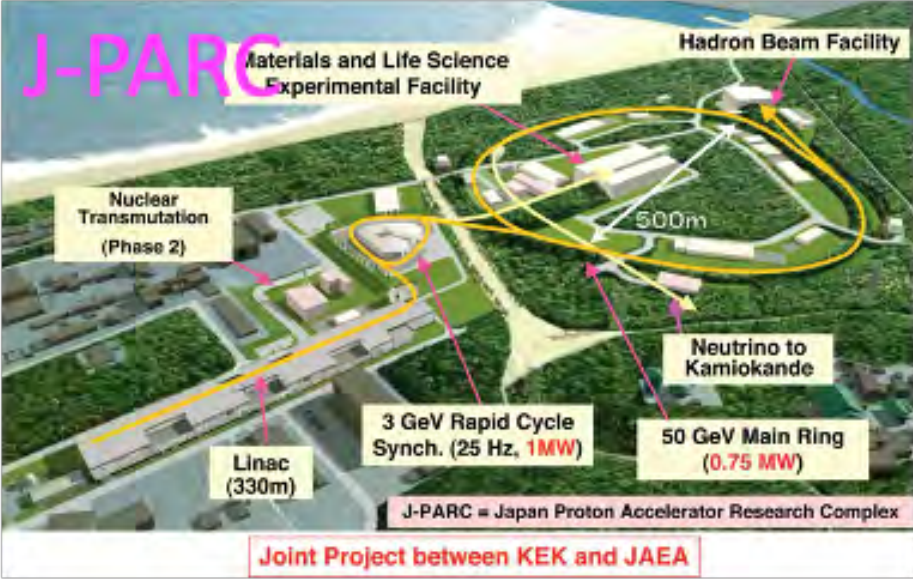 J-PARC
Materials and Life Science
Experimental Facility
Hadron Beam Facility
Nuclear
Transmutation
(Phase 2)
500m
Neutrino to
Kamiokande
3 GeV Rapid Cycle
Synch. (25 Hz, 1MW)
50 GeV Main Ring
(0.75 MW)
Linac
(330m)
J-PARC = Japan Proton Accelerator Research Complex
Joint Project between KEK and JAEA